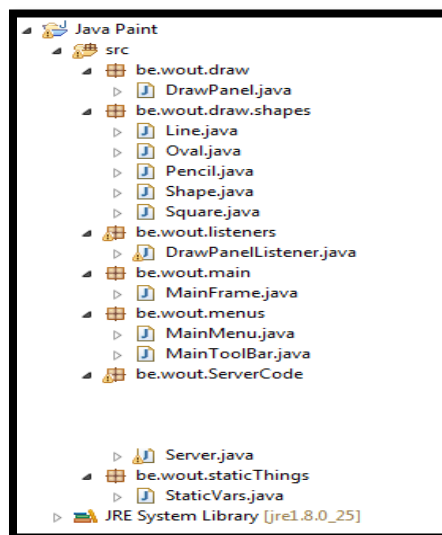 Java Paint
src
be.wout.draw
DrawPanel.java
be.wout.draw.shapes
Line.java
Oval.java
Pencil.java
Shape.java
Square.java
be.wout.listeners
DrawPanelListener.java
be.wout.main
MainFrame.java
be.wout.menus
MainMenu.java
MainToolBar.java
be.wout.ServerCode
Server.java
be.wout.staticThings
StaticVars.java
JRE System Library [jre1.8.0_25]